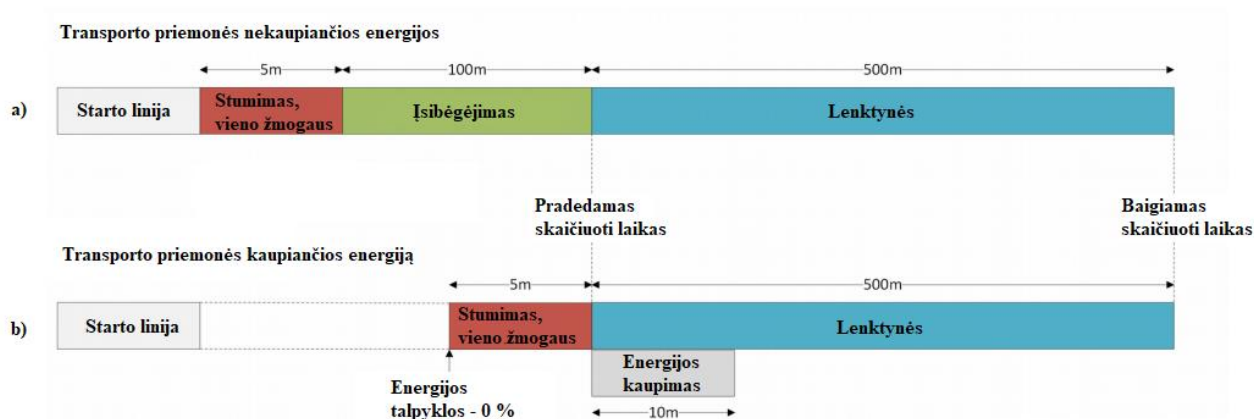 Transporto priemonės nekaupiančios energijos
5m
100m
500m
a)
Starto linija
Stumimas,
vieno žmogaus
Įsibėgėjimas
Lenktynės
Pradedamas
skaičiuoti laikas
Baigiamas
skaičiuoti laikas
Transporto priemonės kaupiančios energiją
5m
500m
b)
Starto linija
Stumimas,
vieno žmogaus
Lenktynės
Energijos
kaupimas
Energijos
talpyklos - 0 %
10m